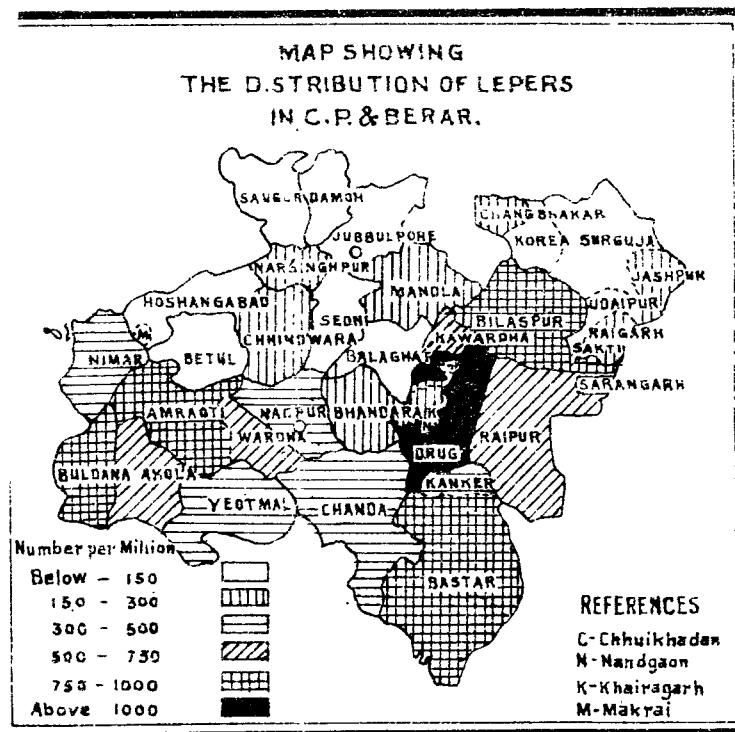 MAP SHOWING
THE D.STRIBUTION OF LEPERS
IN C.P. & BERAR.
SAUGUR DAMOH
CHANGBHAKAR
JUBBULPORE
KOREA SURGUJA
NARSINGHPUR
JASHPUR
MANDLA
HOSHANGABAD
UDAIPUR
SEONI
BILASPUR
M
CHHINDWARA
KAWARDHA
RAIGARH
NIMAR
BETUL
BALAGHAT
SAKTI
SARANGARH
AMRAOTI
NAGPUR
BHANDARA
K
N
WARDHA
RAIPUR
DRUG
BULDANA AKOLA
KANKER
YEOTMAL
CHANDA
BASTAR
Number per Million
Below - 150
150 - 300
300 - 500
500 - 750
750 - 1000
Above 1000
REFERENCES
C-Chhuikhadan
N-Nandgaon
K-Khairagarh
M-Makrai